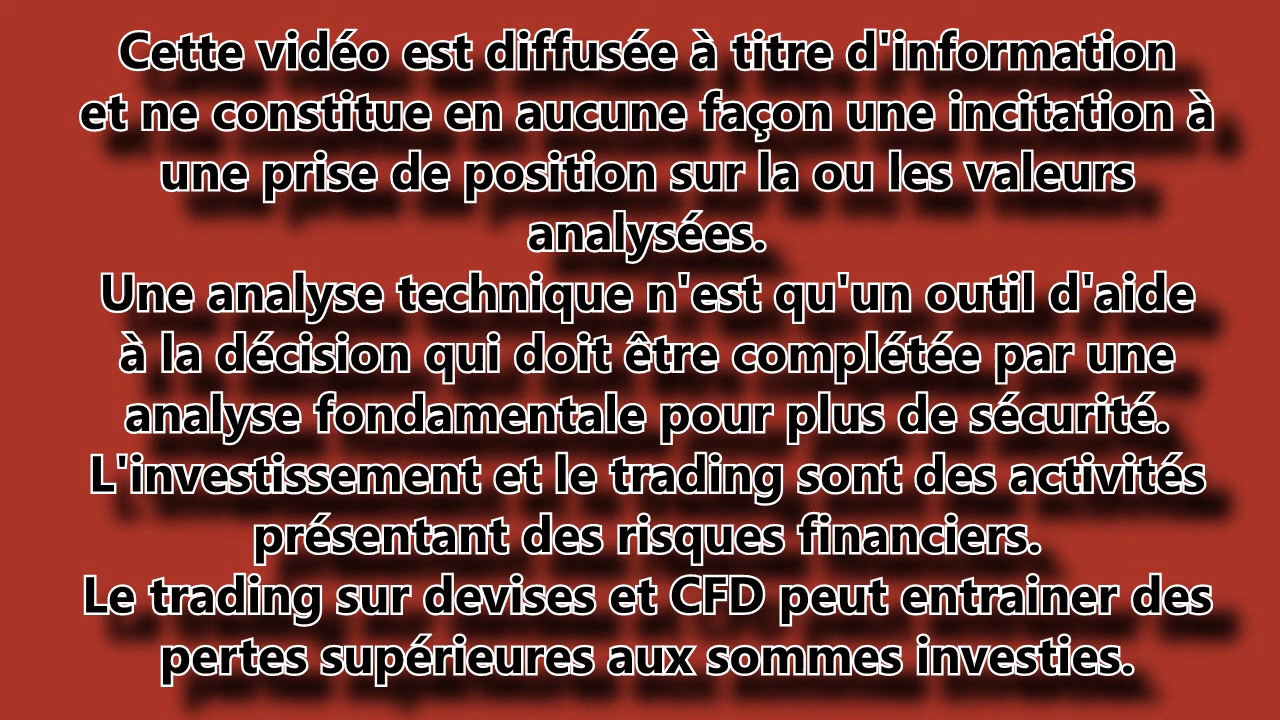 Cette vidéo est diffusée à titre d'information
et ne constitue en aucune façon une incitation à
une prise de position sur la ou les valeurs
analysées.
Une analyse technique n'est qu'un outil d'aide
à la décision qui doit être complétée par une
analyse fondamentale pour plus de sécurité.
L'investissement et le trading sont des activités
présentant des risques financiers.
Le trading sur devises et CFD peut entrainer des
pertes supérieures aux sommes investies.